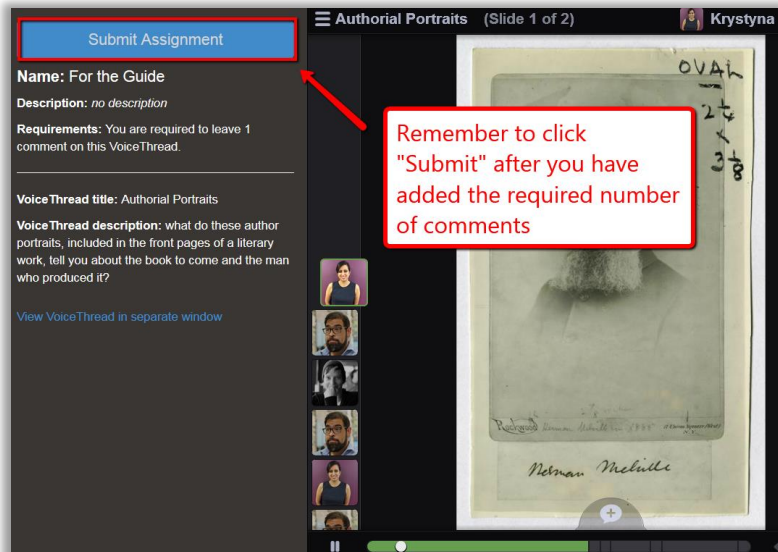 Submit Assignment
Name: For the Guide
Description: no description
Requirements: You are required to leave 1
comment on this VoiceThread.
VoiceThread title: Authorial Portraits
VoiceThread description: what do these author
portraits, included in the front pages of a literary
work, tell you about the book to come and the man
who produced it?
View VoiceThread in separate window
Authorial Portraits (Slide 1 of 2)
Krystyna
Remember to click
"Submit" after you have
added the required number
of comments
OVAL
2 1/4
x
3 1/8
Rockwood
Herman Melville